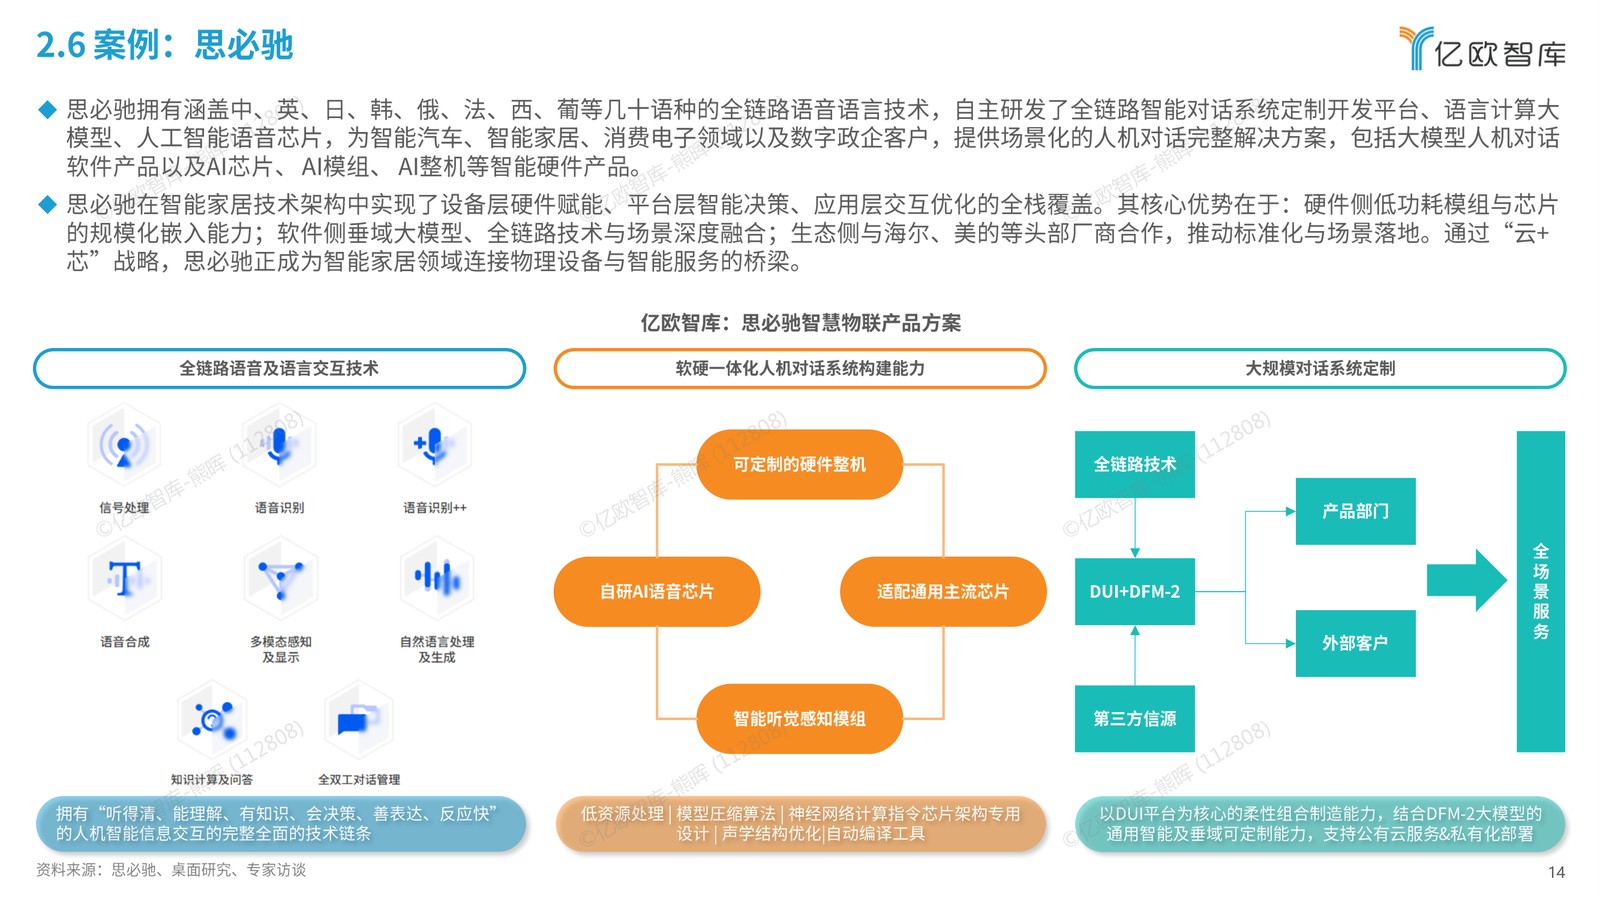 2.6 案例：思必驰
亿欧智库
思必驰拥有涵盖中、英、日、韩、俄、法、西、葡等几十语种的全链路语音语言技术，自主研发了全链路智能对话系统定制开发平台、语言计算大
模型、人工智能语音芯片，为智能汽车、智能家居、消费电子领域以及数字政企客户，提供场景化的人机对话完整解决方案，包括大模型人机对话
软件产品以及AI芯片、 AI模组、 AI整机等智能硬件产品。
思必驰在智能家居技术架构中实现了设备层硬件赋能、平台层智能决策、应用层交互优化的全栈覆盖。其核心优势在于：硬件侧低功耗模组与芯片
的规模化嵌入能力；软件侧垂域大模型、全链路技术与场景深度融合；生态侧与海尔、美的等头部厂商合作，推动标准化与场景落地。通过“云+
芯”战略，思必驰正成为智能家居领域连接物理设备与智能服务的桥梁。
亿欧智库：思必驰智慧物联产品方案
全链路语音及语言交互技术
信号处理
语音识别
语音识别++
语音合成
多模态感知
及显示
自然语言处理
及生成
知识计算及问答
全双工对话管理
拥有“听得清、能理解、有知识、会决策、善表达、反应快”
的人机智能信息交互的完整全面的技术链条
软硬一体化人机对话系统构建能力
可定制的硬件整机
自研AI语音芯片
适配通用主流芯片
智能听觉感知模组
低资源处理 | 模型压缩算法 | 神经网络计算指令芯片架构专用
设计 | 声学结构优化|自动编译工具
大规模对话系统定制
全链路技术
DUI+DFM-2
第三方信源
产品部门
外部客户
全场景服务
以DUI平台为核心的柔性组合制造能力，结合DFM-2大模型的
通用智能及垂域可定制能力，支持公有云服务&私有化部署
资料来源：思必驰、桌面研究、专家访谈
14
©亿欧智库-熊晖 (112808)
©亿欧智库-熊晖 (112808)
©亿欧智库-熊晖 (112808)